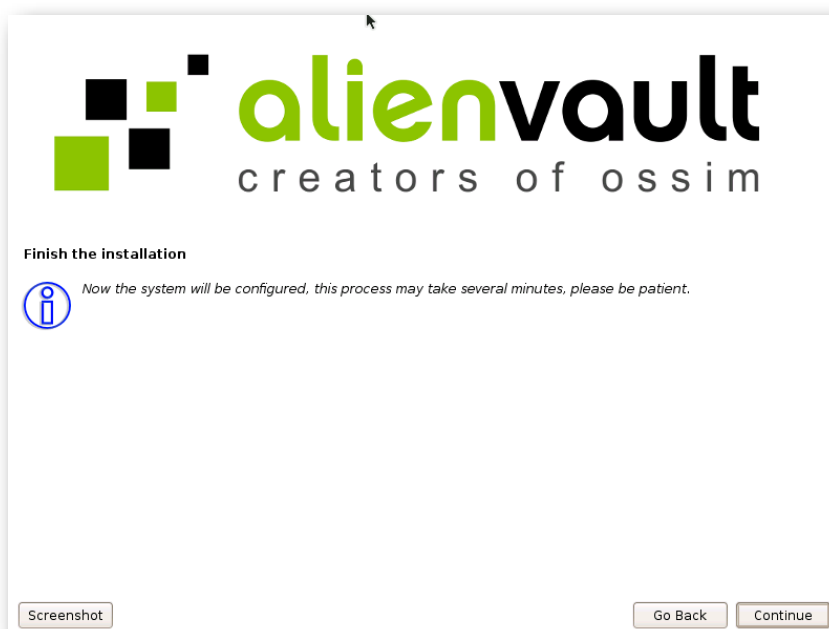 alienvault
creators of ossim
Finish the installation
Now the system will be configured, this process may take several minutes, please be patient.
Screenshot
Go Back
Continue